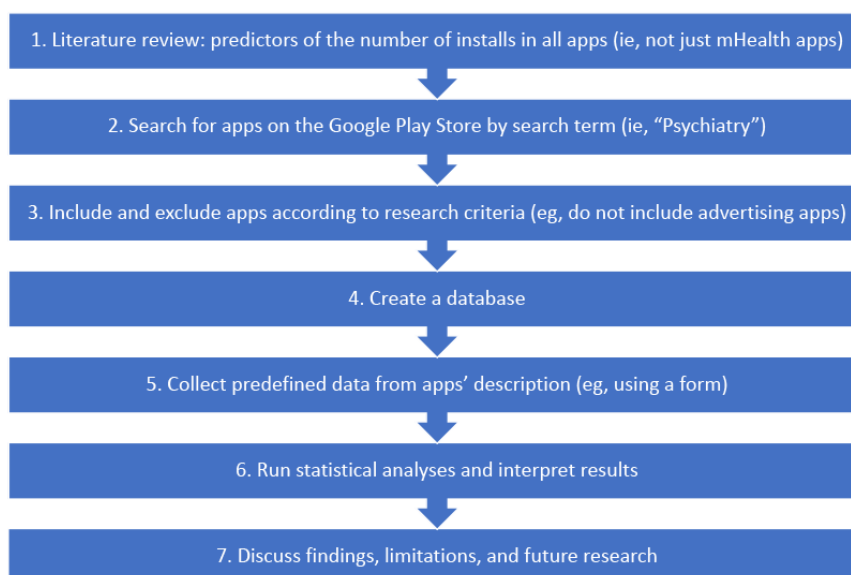 1. Literature review: predictors of the number of installs in all apps (ie, not just mHealth apps)
2. Search for apps on the Google Play Store by search term (ie, “Psychiatry”)
3. Include and exclude apps according to research criteria (eg, do not include advertising apps)
4. Create a database
5. Collect predefined data from apps’ description (eg, using a form)
6. Run statistical analyses and interpret results
7. Discuss findings, limitations, and future research